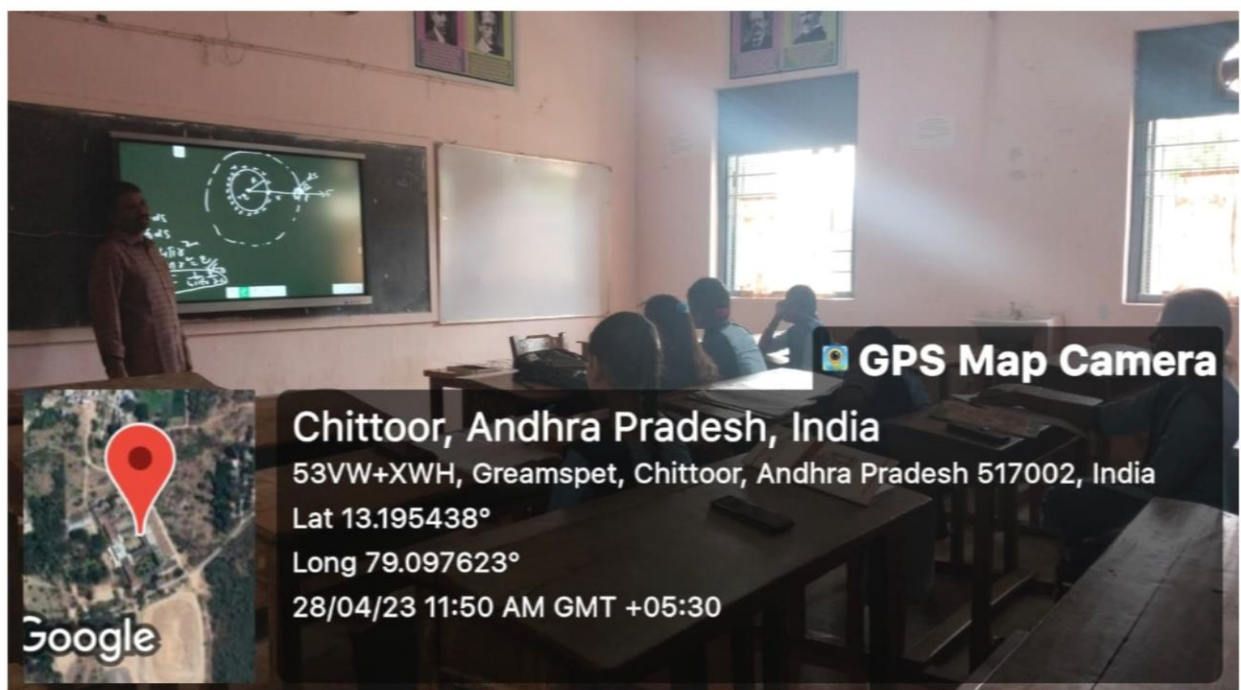 GPS Map Camera
Chittoor, Andhra Pradesh, India
53VW+XWH, Greamspet, Chittoor, Andhra Pradesh 517002, India
Lat 13.195438°
Long 79.097623°
28/04/23 11:50 AM GMT +05:30
Google